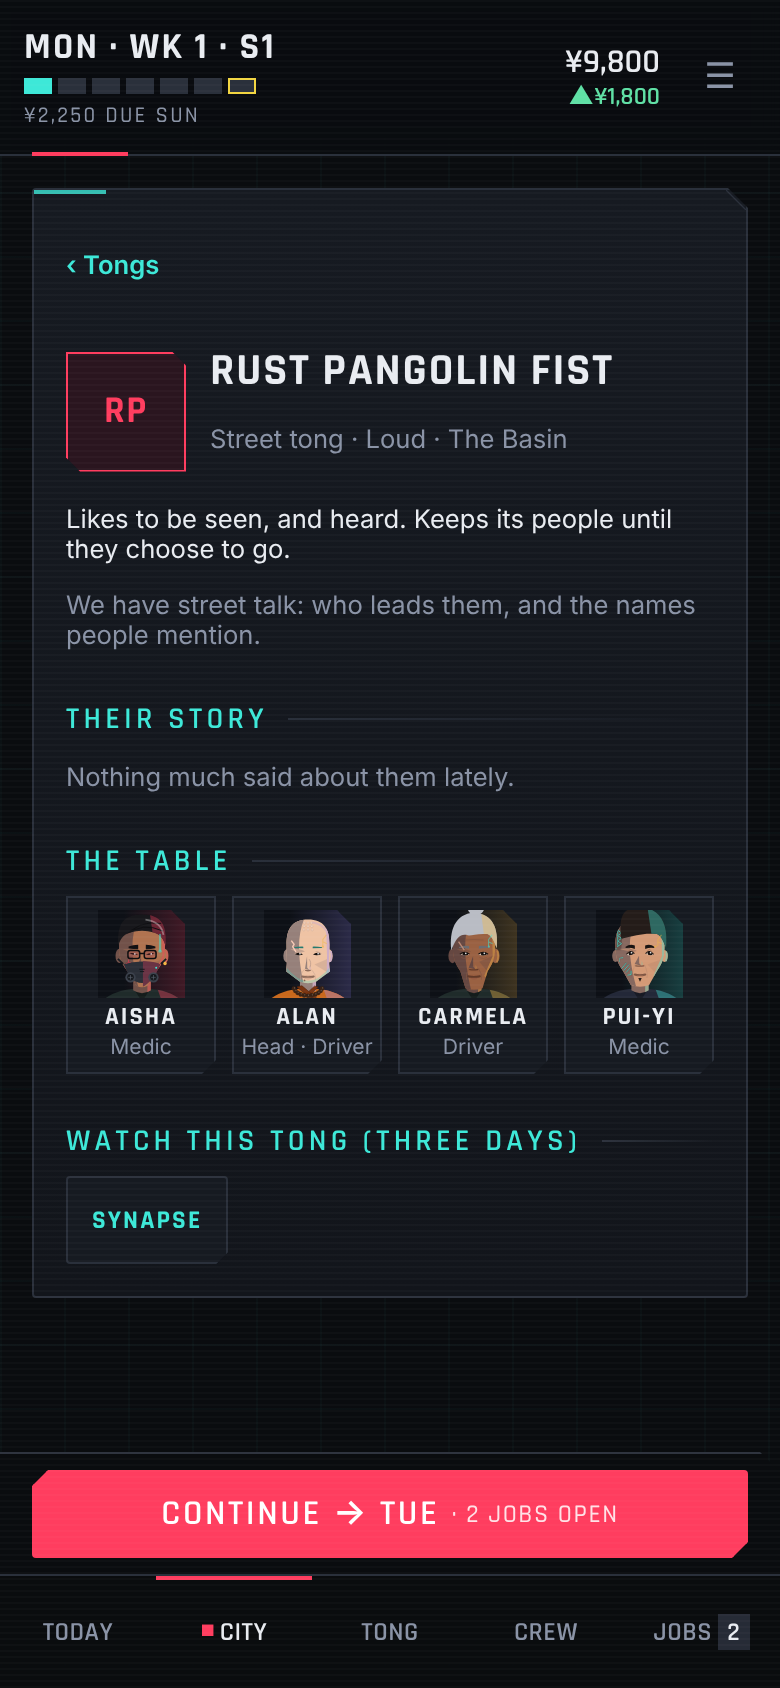 MON · WK 1 · S1
¥2,250 DUE SUN
¥9,800
▲¥1,800
☰
‹ Tongs
RP
RUST PANGOLIN FIST
Street tong · Loud · The Basin
Likes to be seen, and heard. Keeps its people until
they choose to go.
We have street talk: who leads them, and the names
people mention.
THEIR STORY
Nothing much said about them lately.
THE TABLE
AISHA
Medic
ALAN
Head · Driver
CARMELA
Driver
PUI-YI
Medic
WATCH THIS TONG (THREE DAYS)
SYNAPSE
CONTINUE → TUE · 2 JOBS OPEN
TODAY
CITY
TONG
CREW
JOBS 2